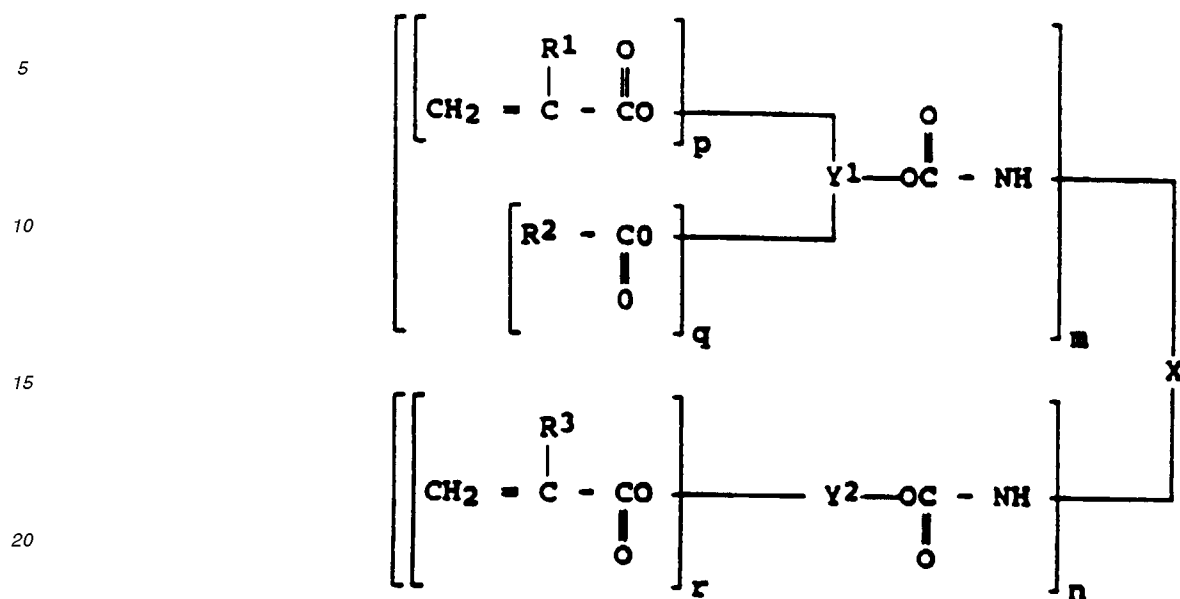 R1 O
5
CH2 = C - CO
p
O
Y1 OC - NH
10
R2 - CO
O
q
m
15
X
R3
CH2 = C - CO
Y2 OC - NH
20
O O
r n